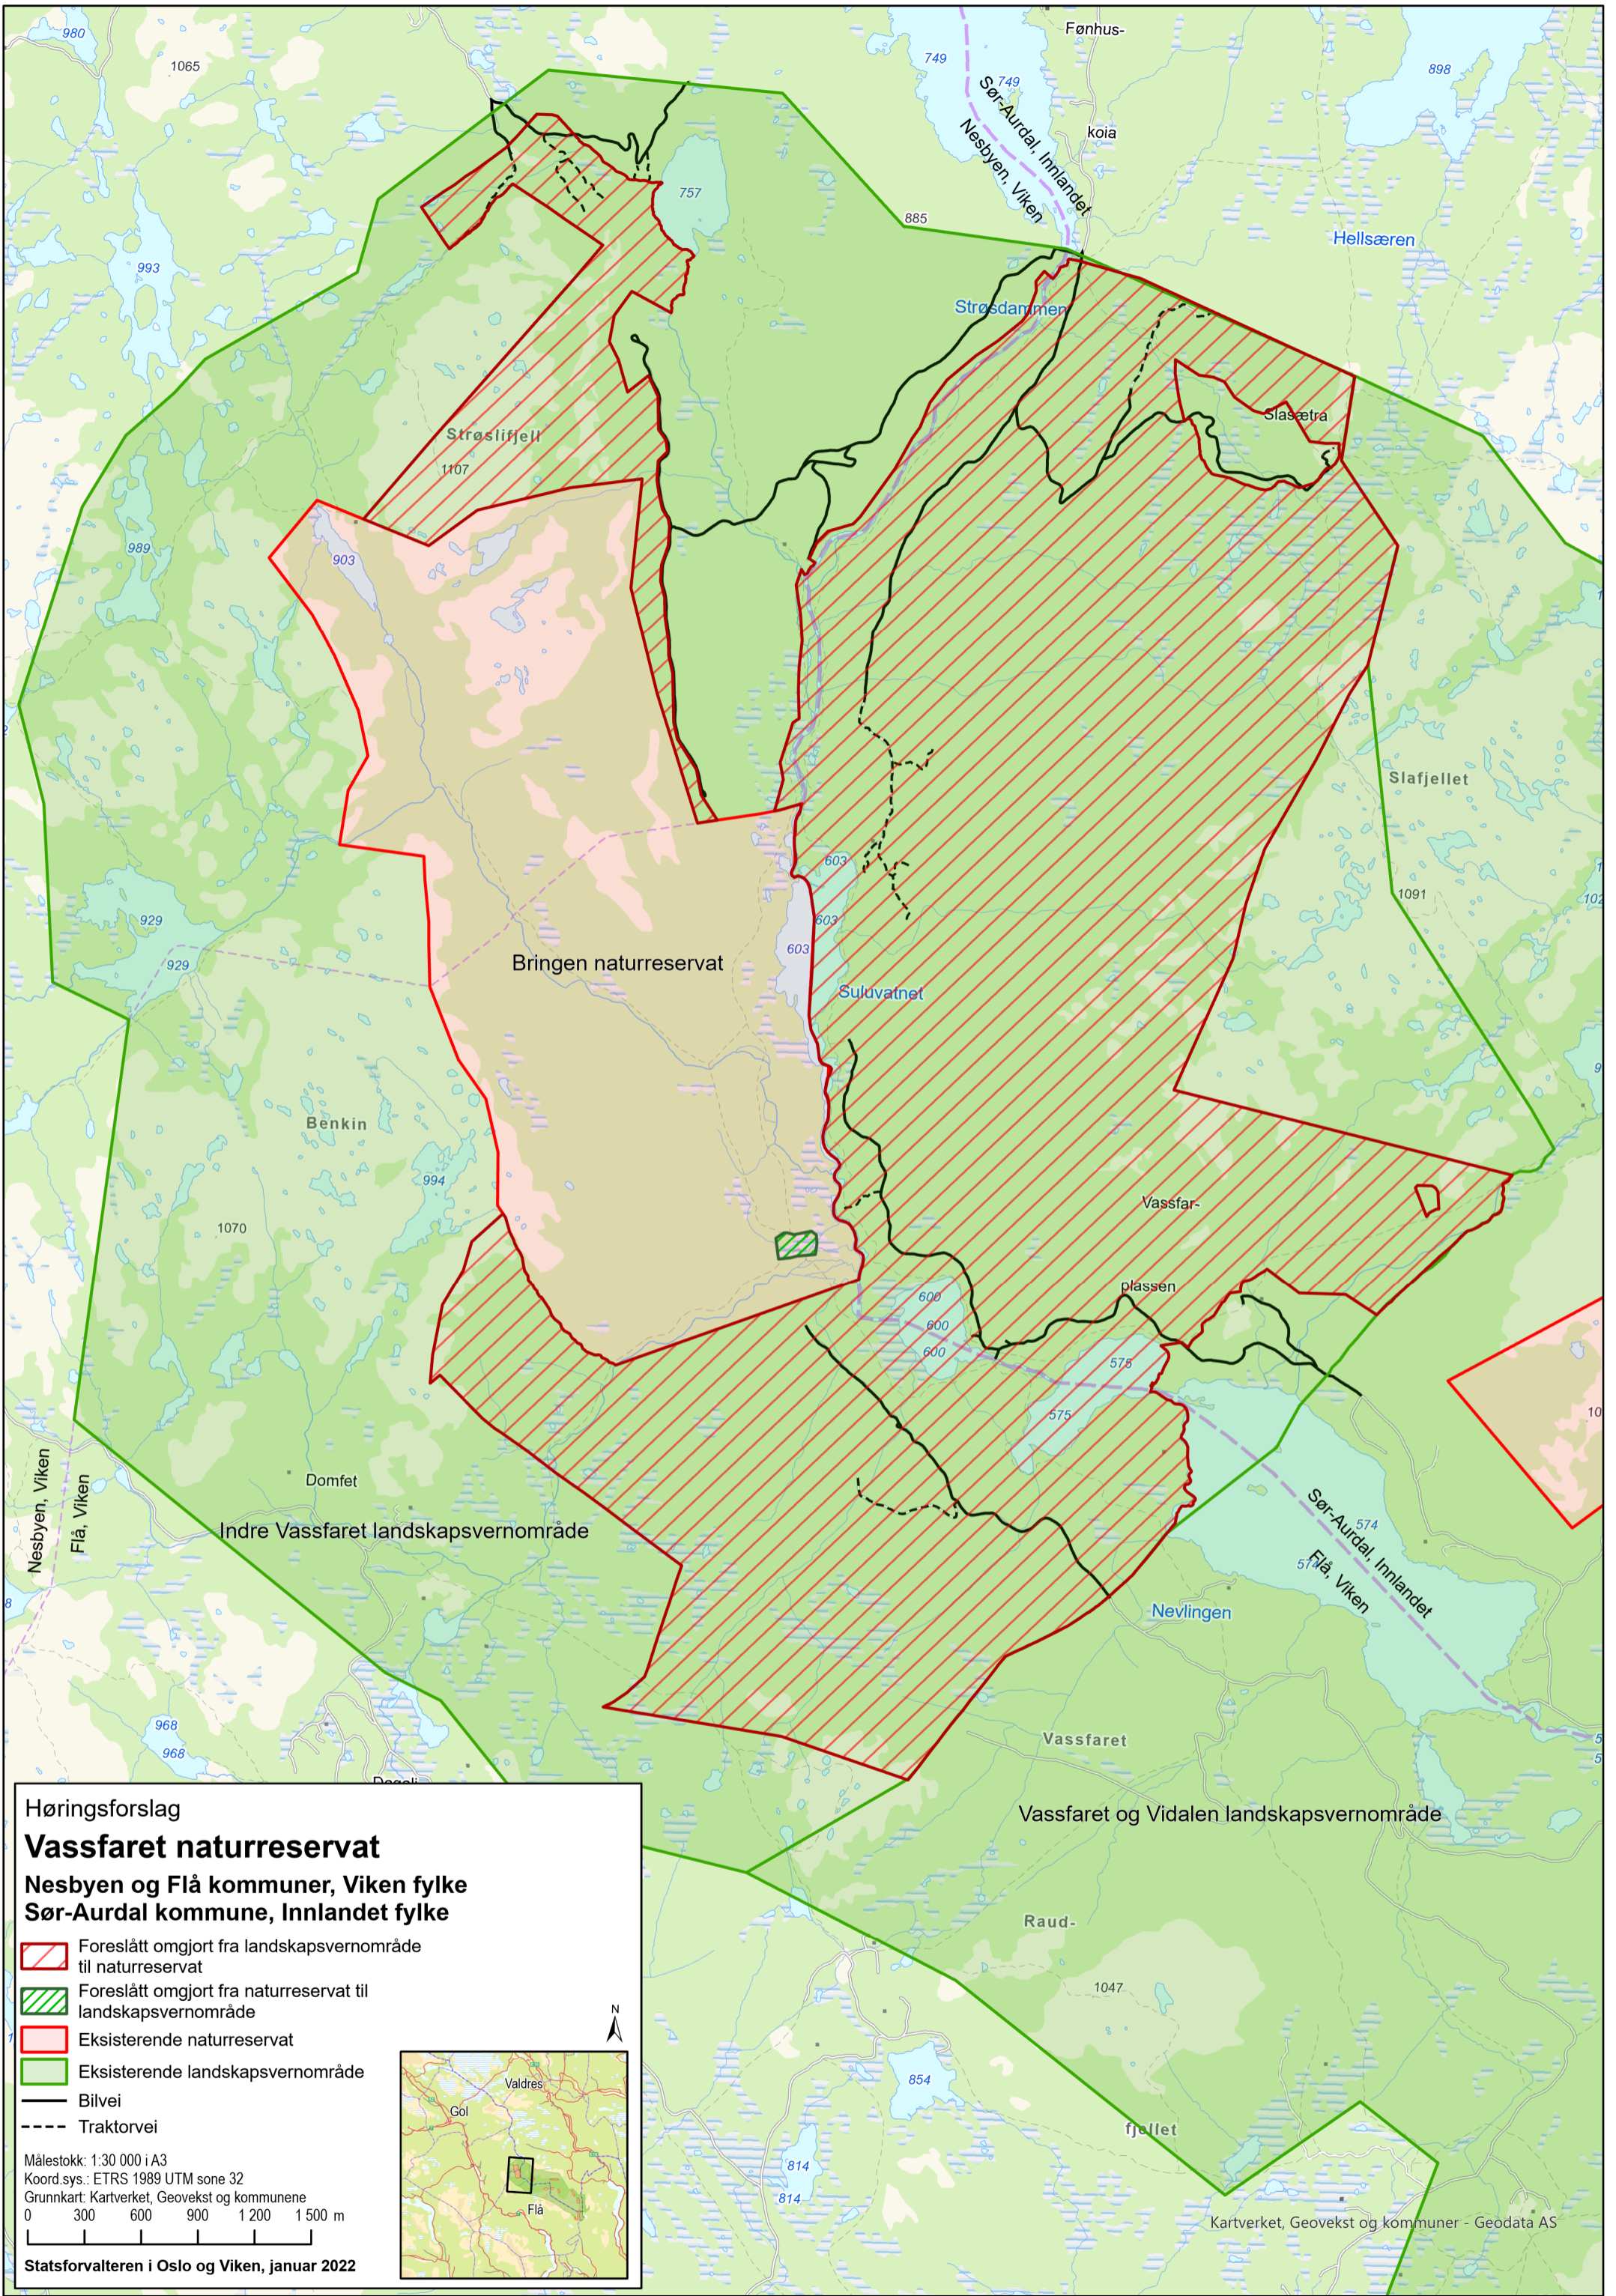 980
1065
Fønhus-
749
749
898
Sør-Aurdal, Innlandet
Nesbyen, Viken
koia
757
885
Hellsæren
993
Strøsdammen
Slasætra
Strøslifjell
1107
989
903
Slafjellet
1091
603
603
603
929
929
Bringen naturreservat
Suluvatnet
Benkin
994
1070
Vassfar-
plassen
600
600
600
575
575
Nesbyen, Viken
Flå, Viken
Domfet
Indre Vassfaret landskapsvernområde
Sør-Aurdal, Innlandet
574
574
Flå, Viken
Nevlingen
968
968
Vassfaret
Vassfaret og Vidalen landskapsvernområde
Raud-
1047
fjellet
854
814
814
Høringsforslag
Vassfaret naturreservat
Nesbyen og Flå kommuner, Viken fylke
Sør-Aurdal kommune, Innlandet fylke
Foreslått omgjort fra landskapsvernområde
til naturreservat
Foreslått omgjort fra naturreservat til
landskapsvernområde
Eksisterende naturreservat
Eksisterende landskapsvernområde
Bilvei
Traktorvei
N
Valdres
Gol
Flå
Målestokk: 1:30 000 i A3
Koord.sys.: ETRS 1989 UTM sone 32
Grunnkart: Kartverket, Geovekst og kommunene
0 300 600 900 1 200 1 500 m
Statsforvalteren i Oslo og Viken, januar 2022
Kartverket, Geovekst og kommuner - Geodata AS